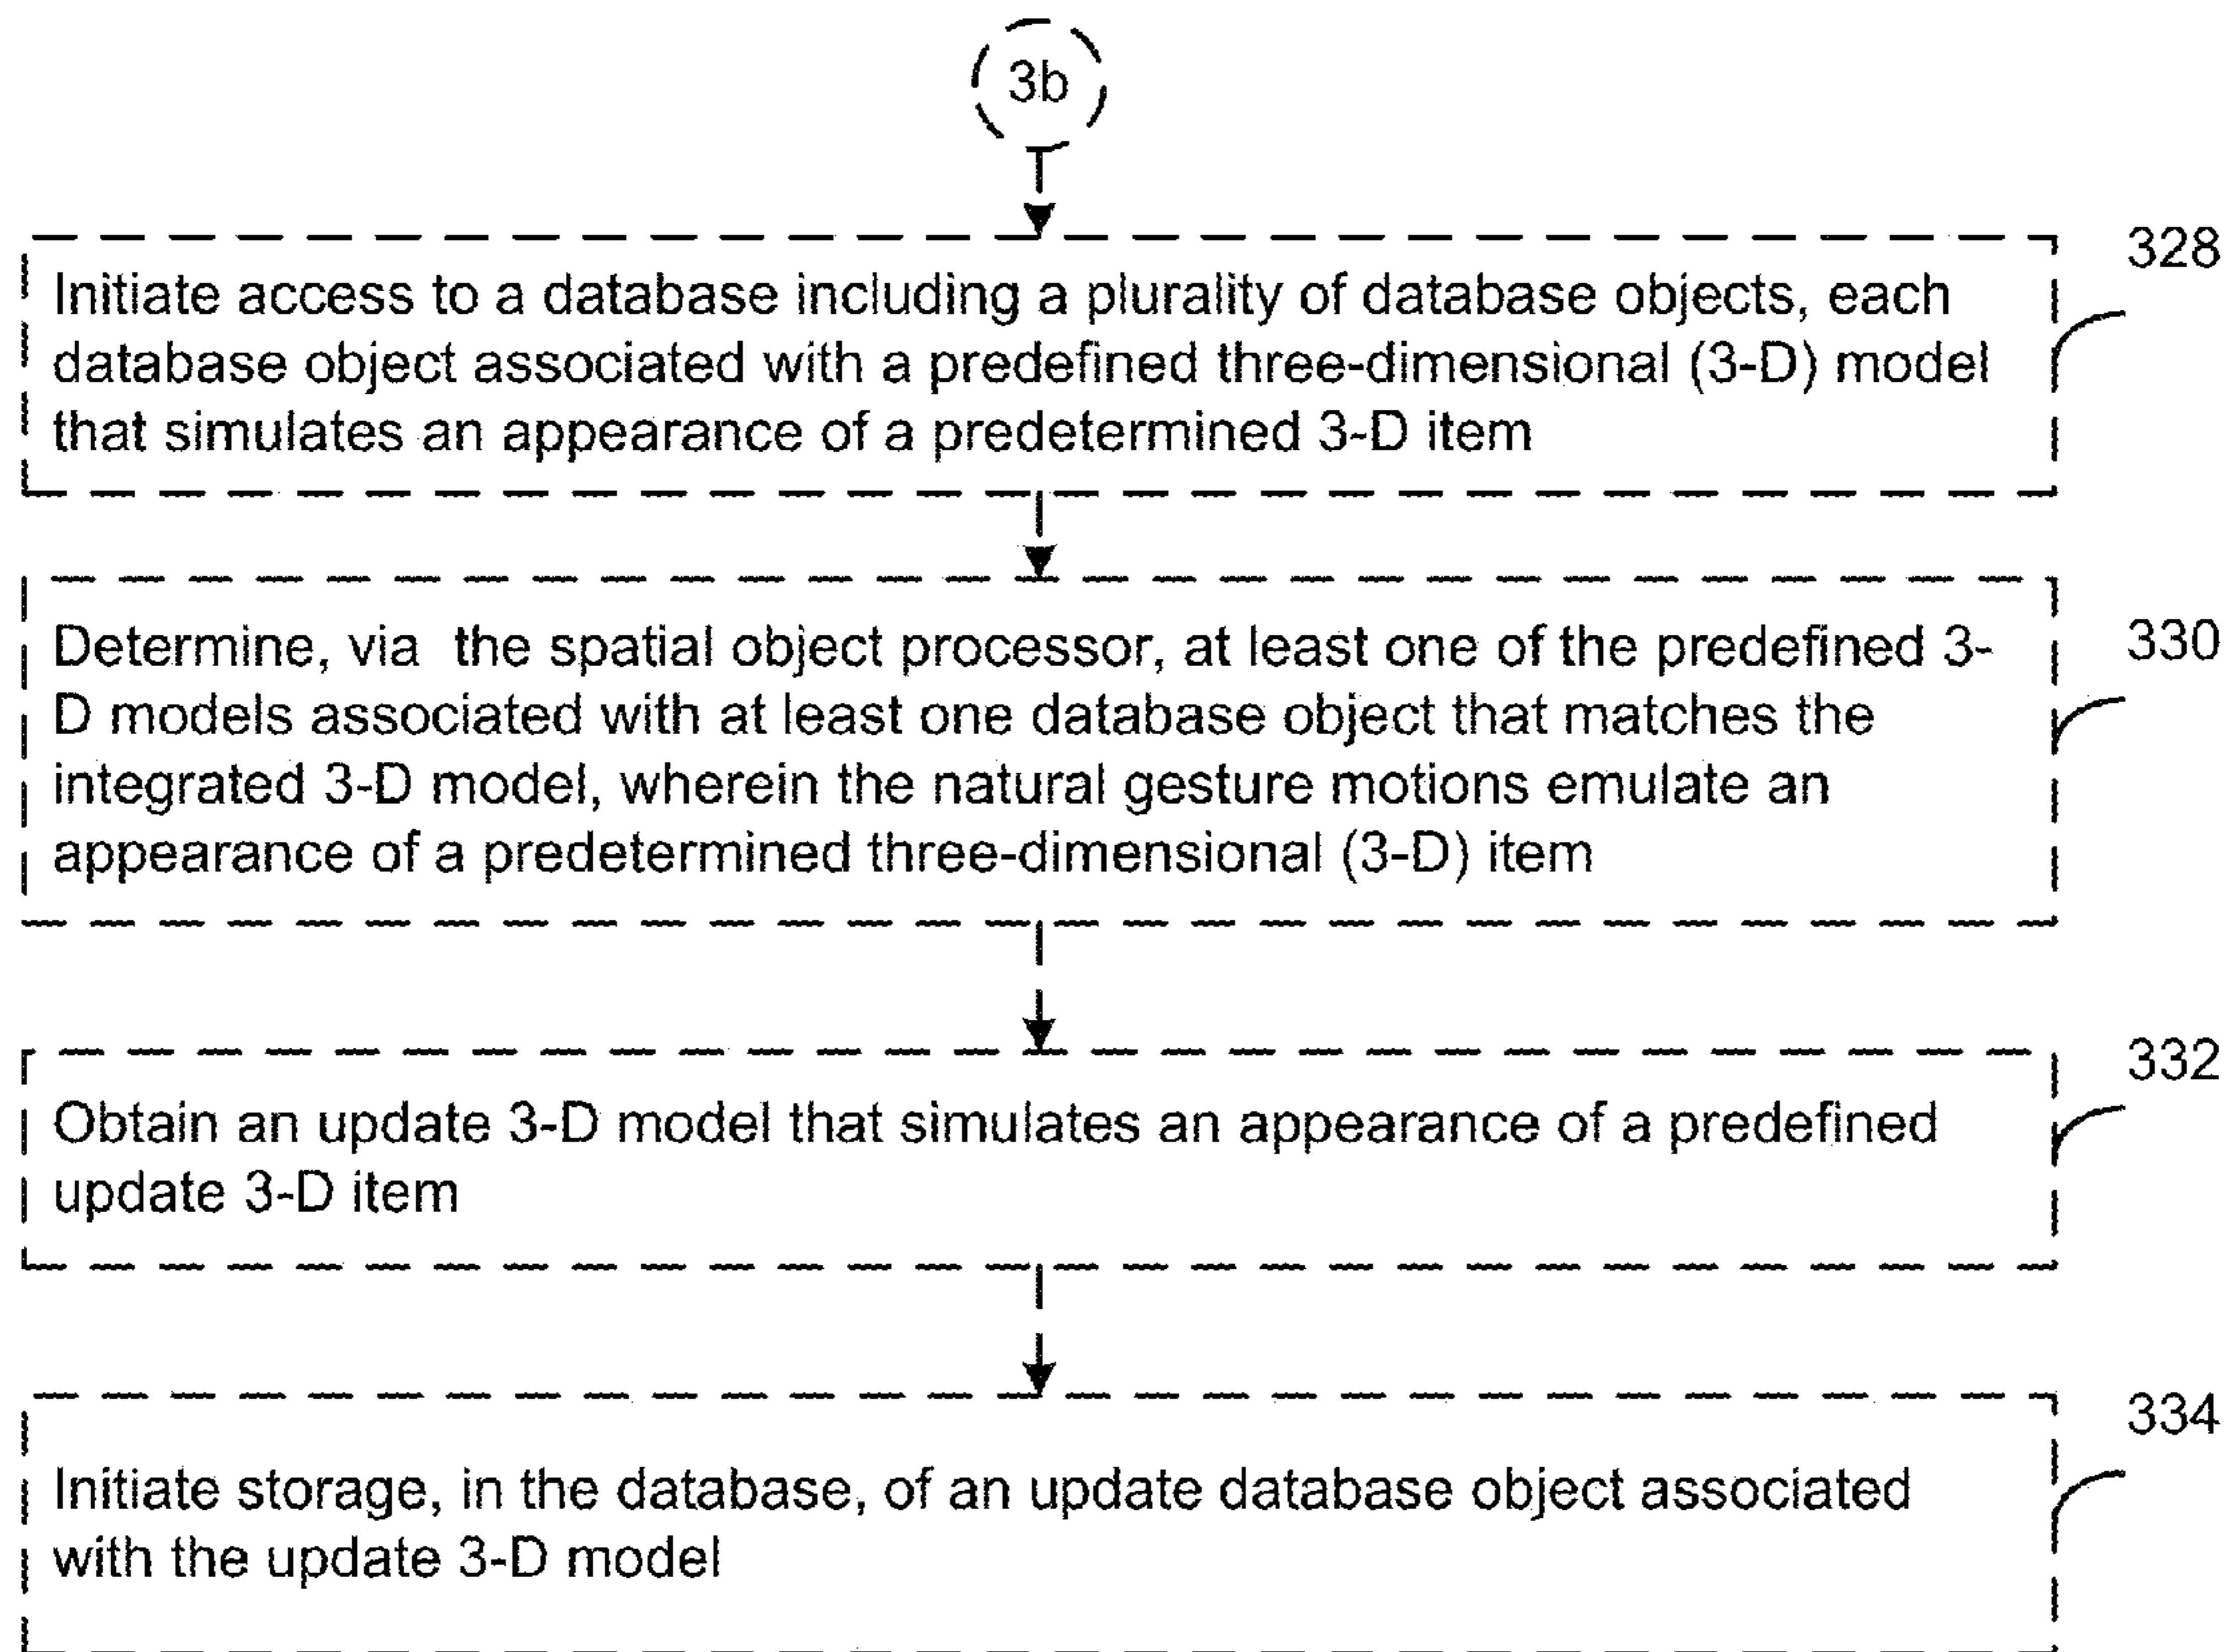 3b
328
Initiate access to a database including a plurality of database objects, each
database object associated with a predefined three-dimensional (3-D) model
that simulates an appearance of a predetermined 3-D item
330
Determine, via the spatial object processor, at least one of the predefined 3-
D models associated with at least one database object that matches the
integrated 3-D model, wherein the natural gesture motions emulate an
appearance of a predetermined three-dimensional (3-D) item
332
Obtain an update 3-D model that simulates an appearance of a predefined
update 3-D item
334
Initiate storage, in the database, of an update database object associated
with the update 3-D model